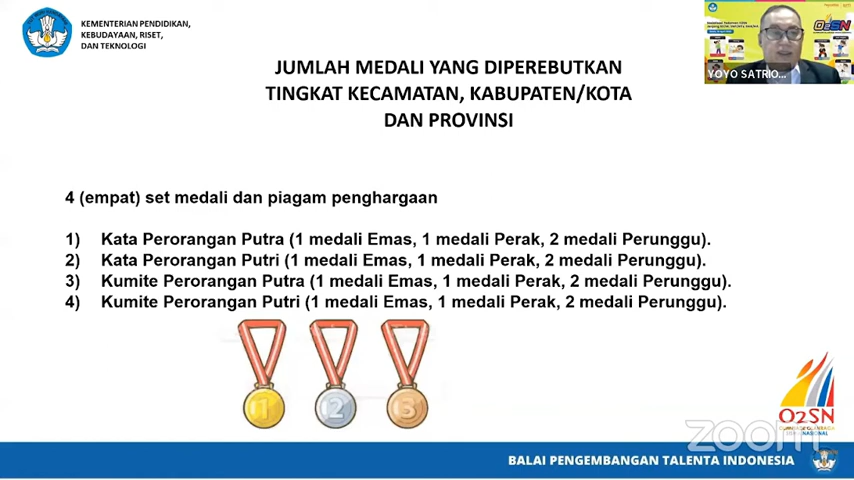 KEMENTERIAN PENDIDIKAN,
KEBUDAYAAN, RISET,
DAN TEKNOLOGI
JUMLAH MEDALI YANG DIPEREBUTKAN
TINGKAT KECAMATAN, KABUPATEN/KOTA
DAN PROVINSI
O2SN
YOYO SATRIO...
4 (empat) set medali dan piagam penghargaan
1) Kata Perorangan Putra (1 medali Emas, 1 medali Perak, 2 medali Perunggu).
2) Kata Perorangan Putri (1 medali Emas, 1 medali Perak, 2 medali Perunggu).
3) Kumite Perorangan Putra (1 medali Emas, 1 medali Perak, 2 medali Perunggu).
4) Kumite Perorangan Putri (1 medali Emas, 1 medali Perak, 2 medali Perunggu).
1 2 3
O2SN
zoom
BALAI PENGEMBANGAN TALENTA INDONESIA